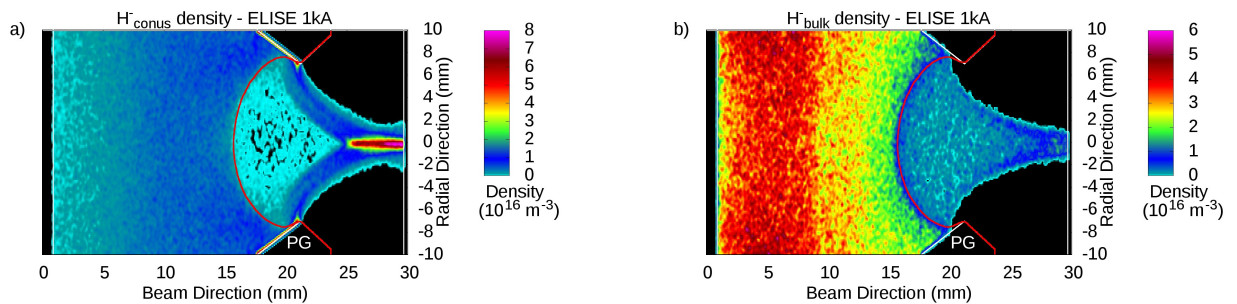 a)
H⁻conus density - ELISE 1kA
PG
0 5 10 15 20 25 30
Beam Direction (mm)
10
8
6
4
2
0
-2
-4
-6
-8
-10
Radial Direction (mm)
8
7
6
5
4
3
2
1
0
Density
(10¹⁶ m⁻³)
b)
H⁻bulk density - ELISE 1kA
PG
0 5 10 15 20 25 30
Beam Direction (mm)
10
8
6
4
2
0
-2
-4
-6
-8
-10
Radial Direction (mm)
6
5
4
3
2
1
0
Density
(10¹⁶ m⁻³)